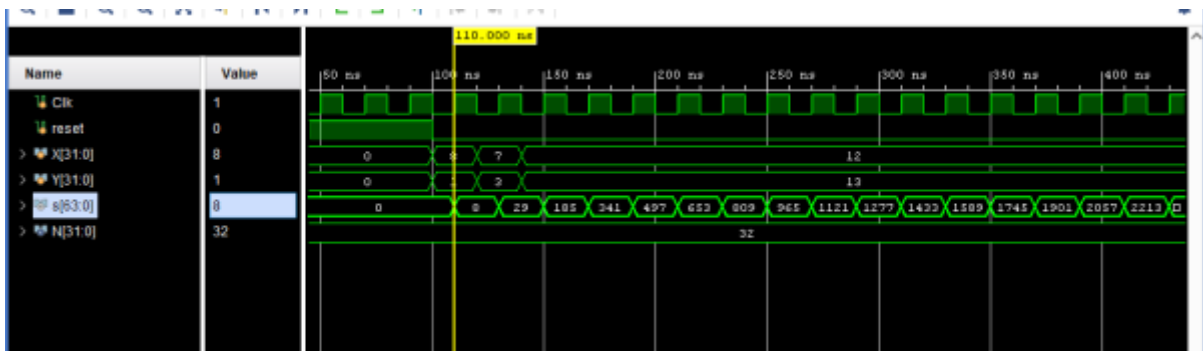 110.000 ns
Name Value |50 ns |100 ns |150 ns |200 ns |250 ns |300 ns |350 ns |400 ns
Clk 1
reset 0
> X[31:0] 8 0 8 7 12
> Y[31:0] 1 0 1 3 13
> s[63:0] 8 0 8 29 185 341 497 653 809 965 1121 1277 1433 1589 1745 1901 2057 2213
> N[31:0] 32 32